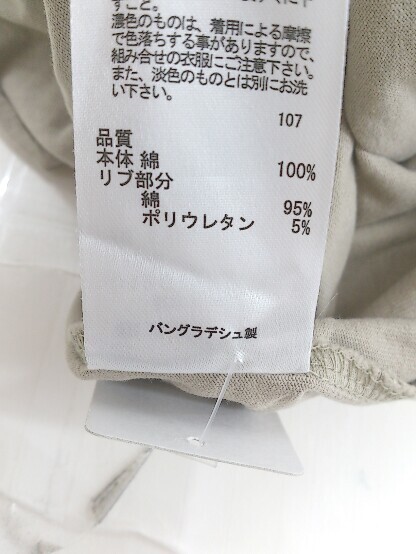 すこと。
濃色のものは、着用による摩擦
で色落ちする事がありますので、
組み合せの衣服にご注意下さい。
また、淡色のものとは別にお洗
い下さい。
107
品質
本体 綿 100%
リブ部分
綿 95%
ポリウレタン 5%
バングラデシュ製